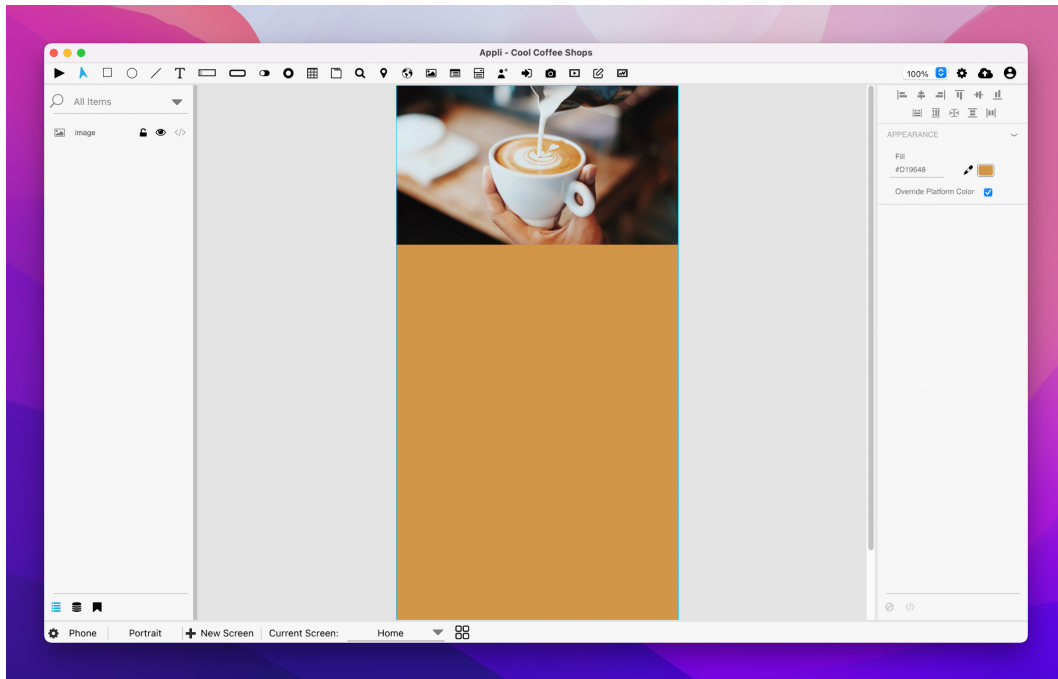 Appli - Cool Coffee Shops
T
100%
All Items
image
APPEARANCE
Fill
#D19648
Override Platform Color
Phone
Portrait
New Screen
Current Screen:
Home